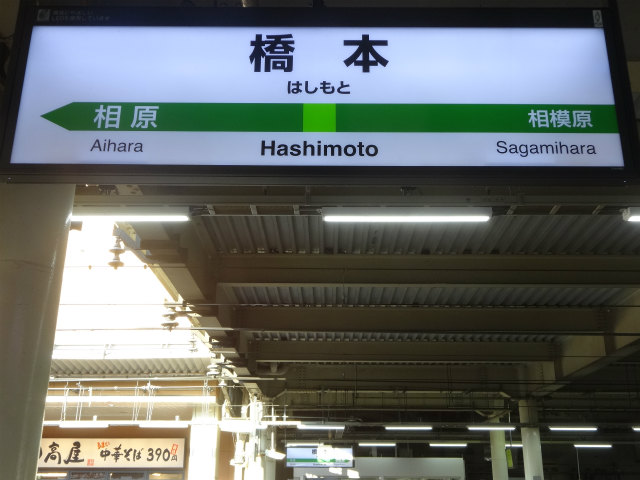 橋本
はしもと
相原 相模原
Aihara Hashimoto Sagamihara
高屋 中華そば390円